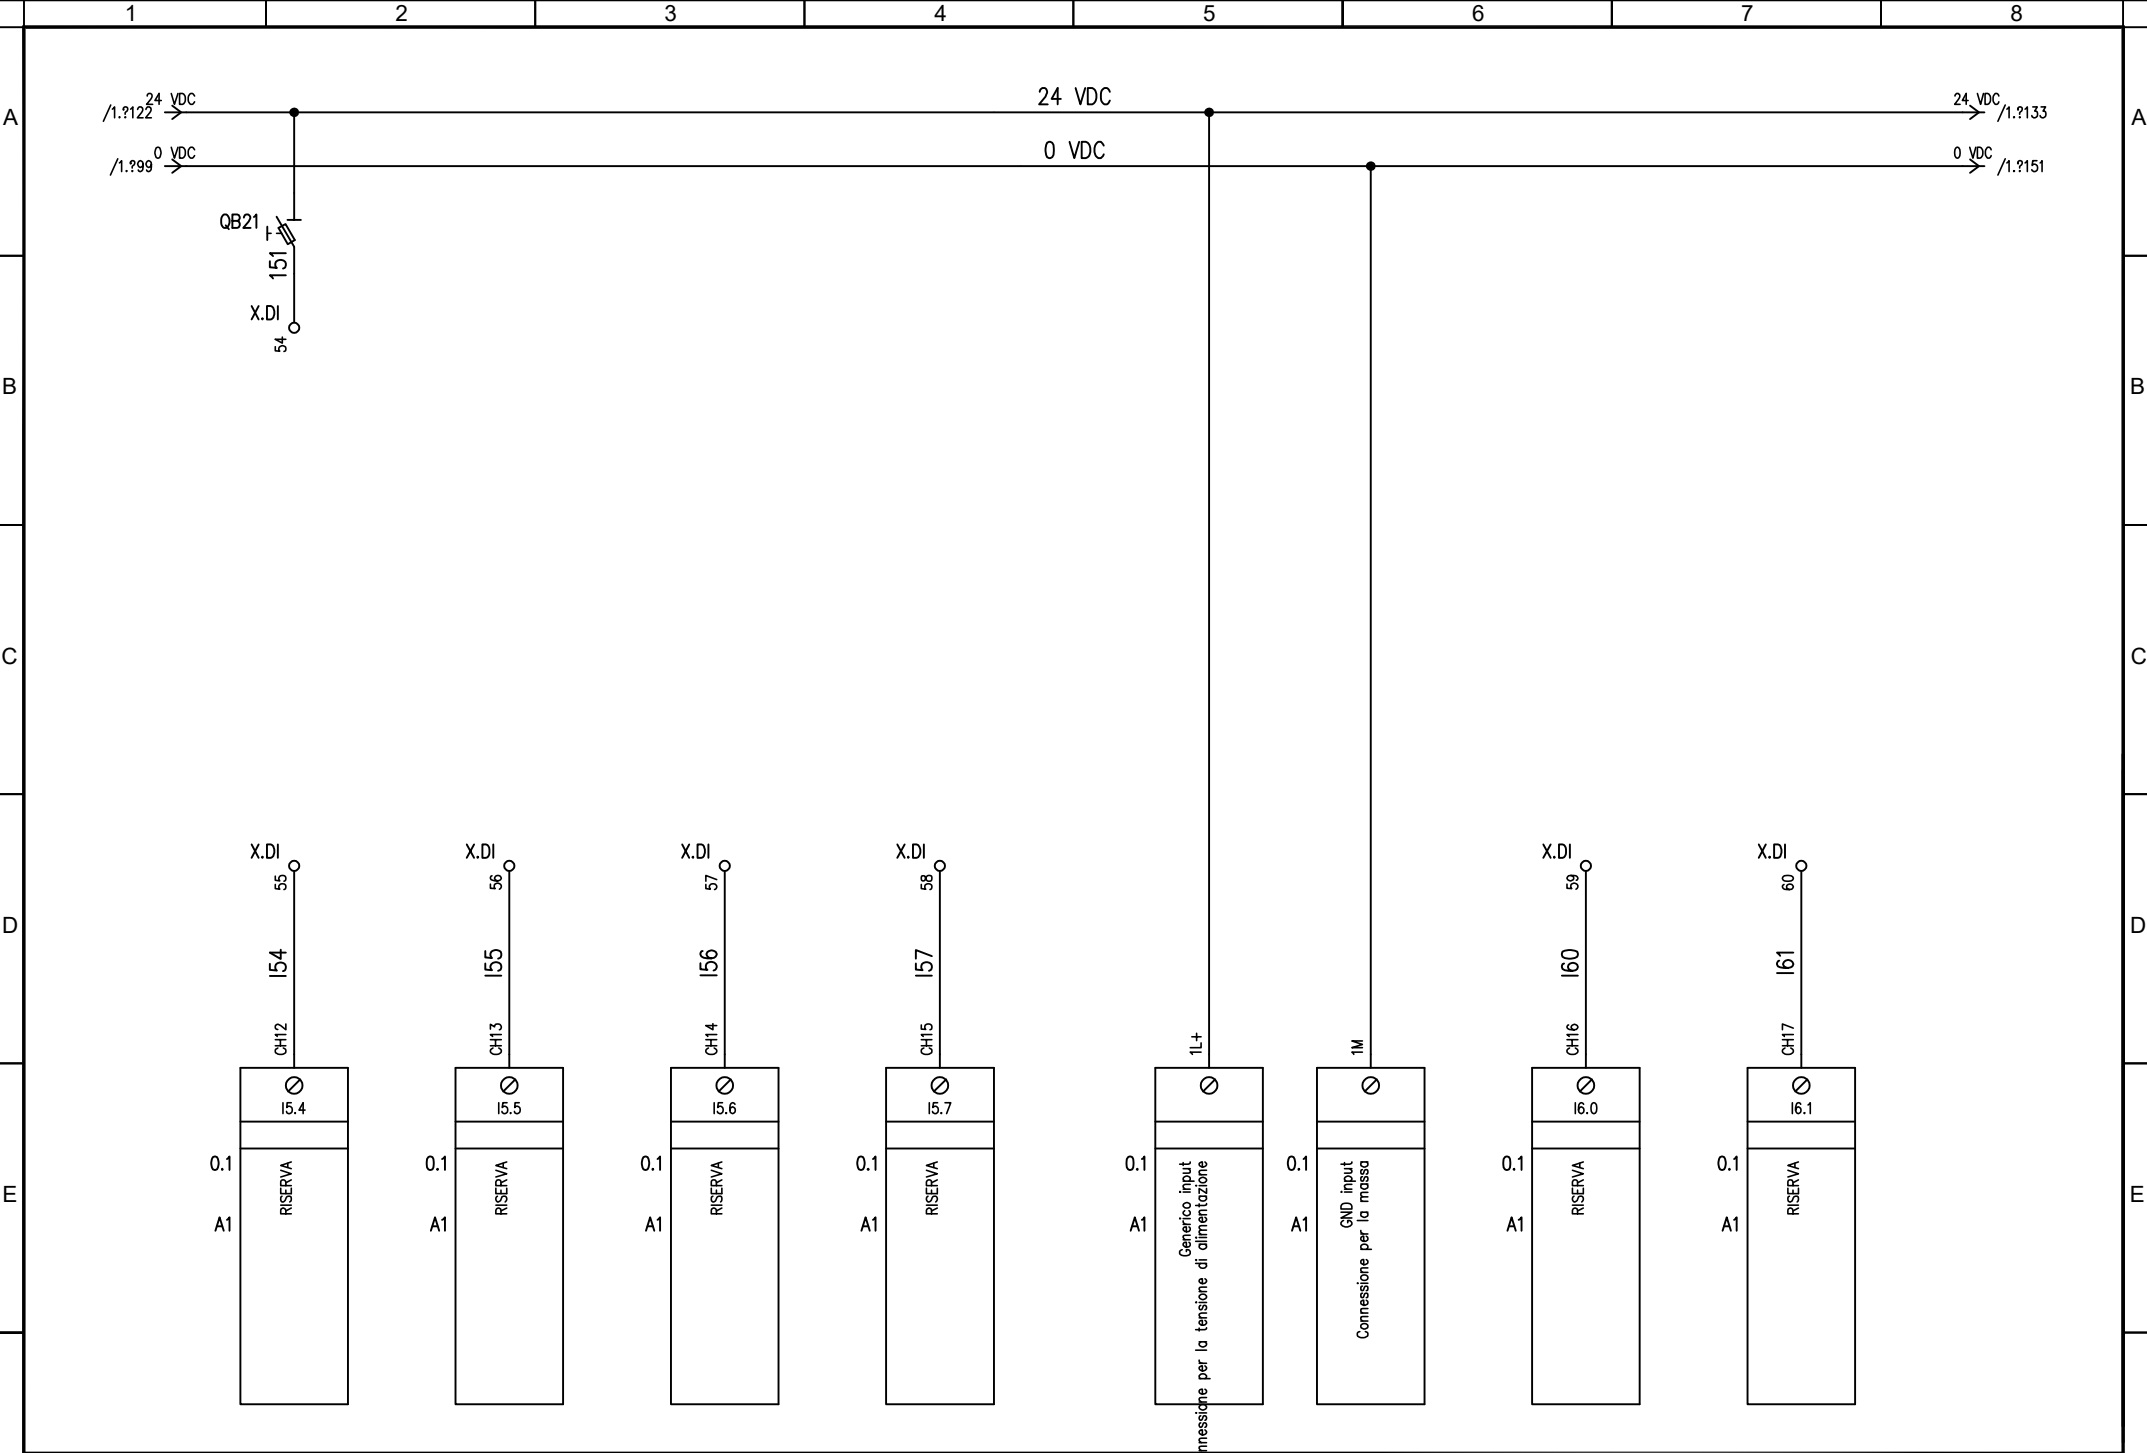 1 2 3 4 5 6 7 8
A
24 VDC
/1.?122
24 VDC
24 VDC
/1.?133
A
0 VDC
/1.?99
0 VDC
0 VDC
/1.?151
QB21
151
X.DI
54
B
B
C
C
X.DI X.DI X.DI X.DI X.DI X.DI
55 56 57 58 59 60
D
D
I54 I55 I56 I57 I60 I61
CH12 CH13 CH14 CH15 1L+ 1M CH16 CH17
I5.4 I5.5 I5.6 I5.7 I6.0 I6.1
0.1 0.1 0.1 0.1 0.1 0.1 0.1 0.1
RISERVA
RISERVA
RISERVA
RISERVA
Generico input
nnessione per la tensione di alimentazione
GND input
Connessione per la massa
RISERVA
RISERVA
E
E
A1 A1 A1 A1 A1 A1 A1 A1